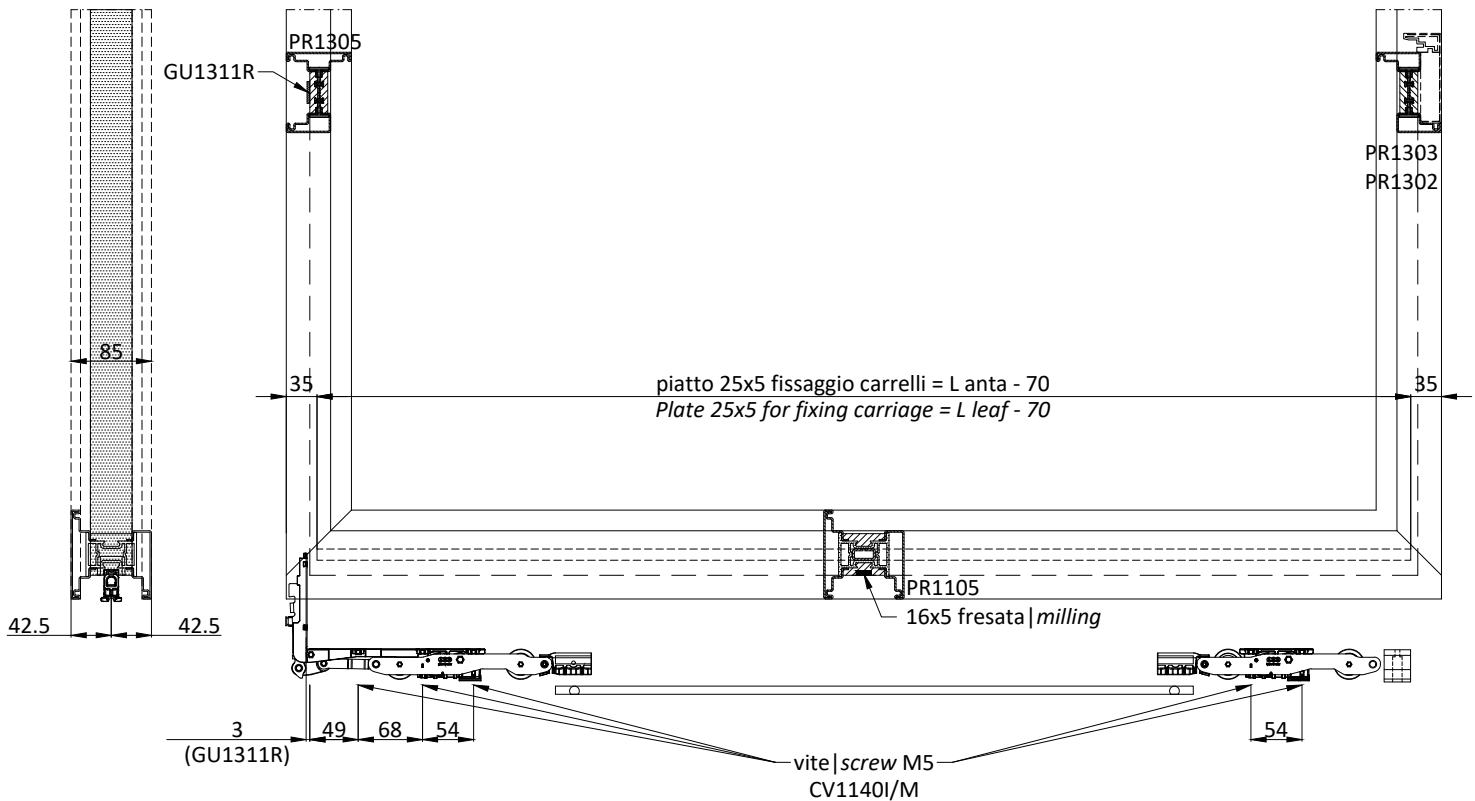 PR1305
GU1311R
PR1303
PR1302
85
35
piatto 25x5 fissaggio carrelli = L anta - 70
Plate 25x5 for fixing carriage = L leaf - 70
35
PR1105
16x5 fresata|milling
42.5
42.5
3
(GU1311R)
49
68
54
54
vite|screw M5
CV1140I/M